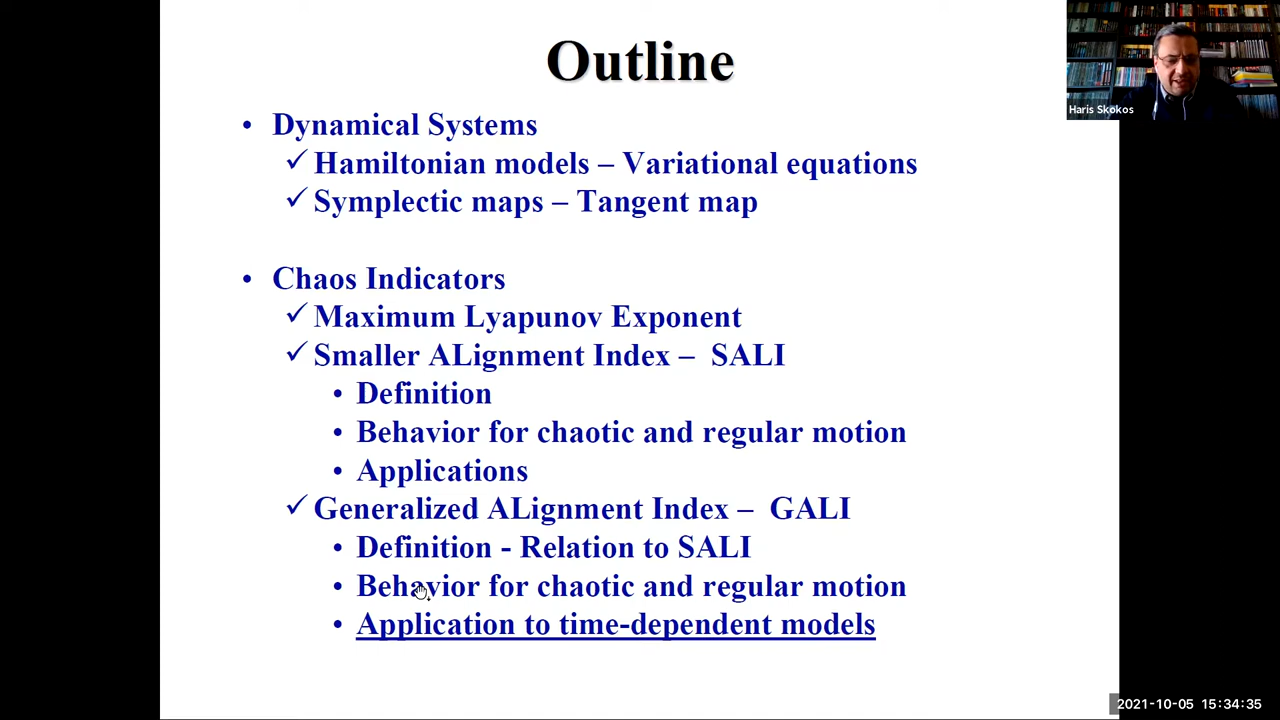 Outline
Haris Skokos
• Dynamical Systems
✓ Hamiltonian models – Variational equations
✓ Symplectic maps – Tangent map
• Chaos Indicators
✓ Maximum Lyapunov Exponent
✓ Smaller ALignment Index – SALI
• Definition
• Behavior for chaotic and regular motion
• Applications
✓ Generalized ALignment Index – GALI
• Definition - Relation to SALI
• Behavior for chaotic and regular motion
• Application to time-dependent models
2021-10-05 15:34:35